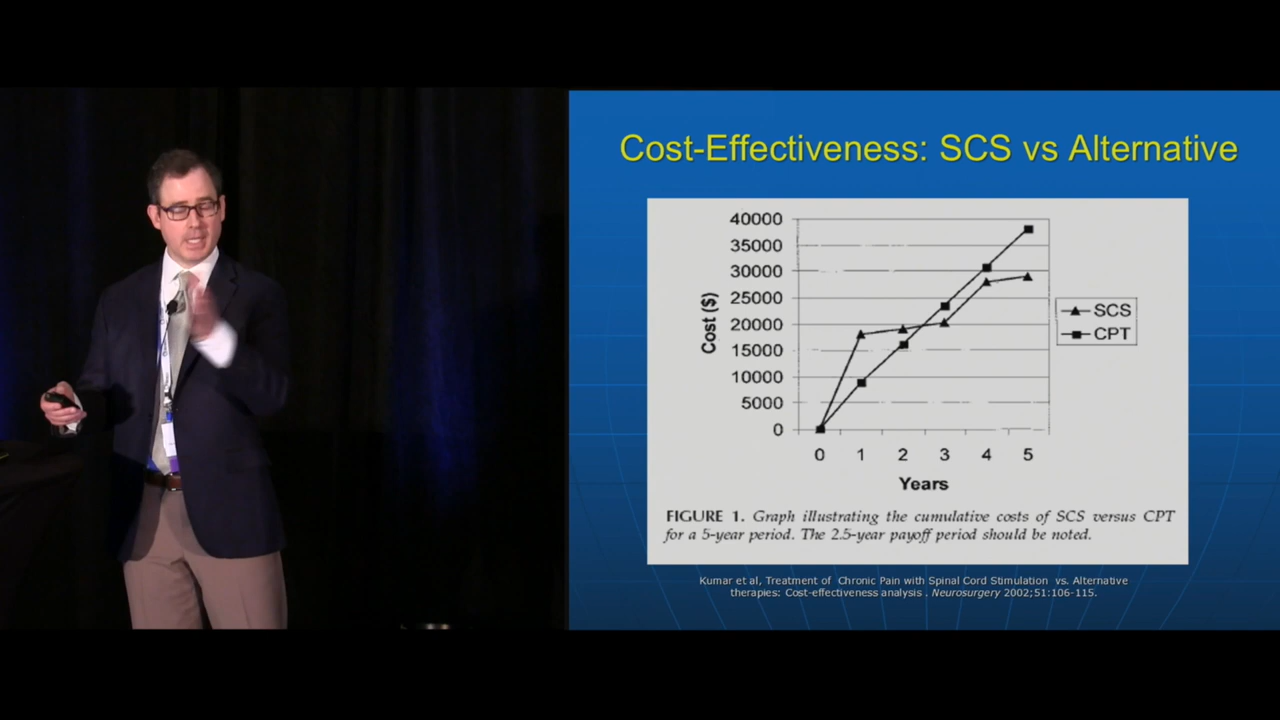 Cost-Effectiveness: SCS vs Alternative
40000
35000
30000
25000
20000
15000
10000
5000
0
Cost ($)
0 1 2 3 4 5
Years
SCS
CPT
FIGURE 1. Graph illustrating the cumulative costs of SCS versus CPT
for a 5-year period. The 2.5-year payoff period should be noted.
Kumar et al, Treatment of Chronic Pain with Spinal Cord Stimulation vs. Alternative
therapies: Cost-effectiveness analysis . Neurosurgery 2002;51:106-115.